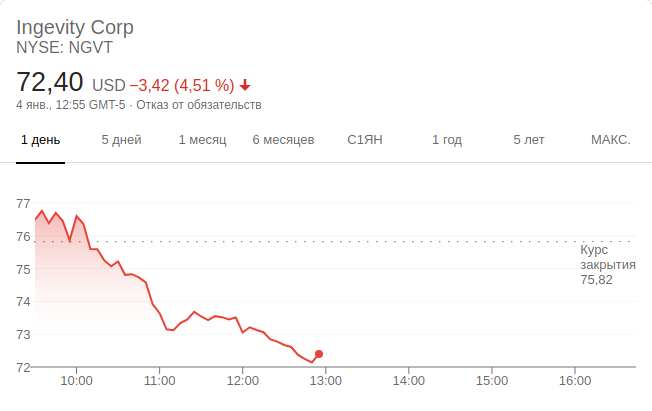 Ingevity Corp
NYSE: NGVT
72,40 USD −3,42 (4,51 %)
4 янв., 12:55 GMT-5 · Отказ от обязательств
1 день 5 дней 1 месяц 6 месяцев С1ЯН 1 год 5 лет МАКС.
77
76
75
74
73
72
Курс
закрытия
75,82
10:00 11:00 12:00 13:00 14:00 15:00 16:00